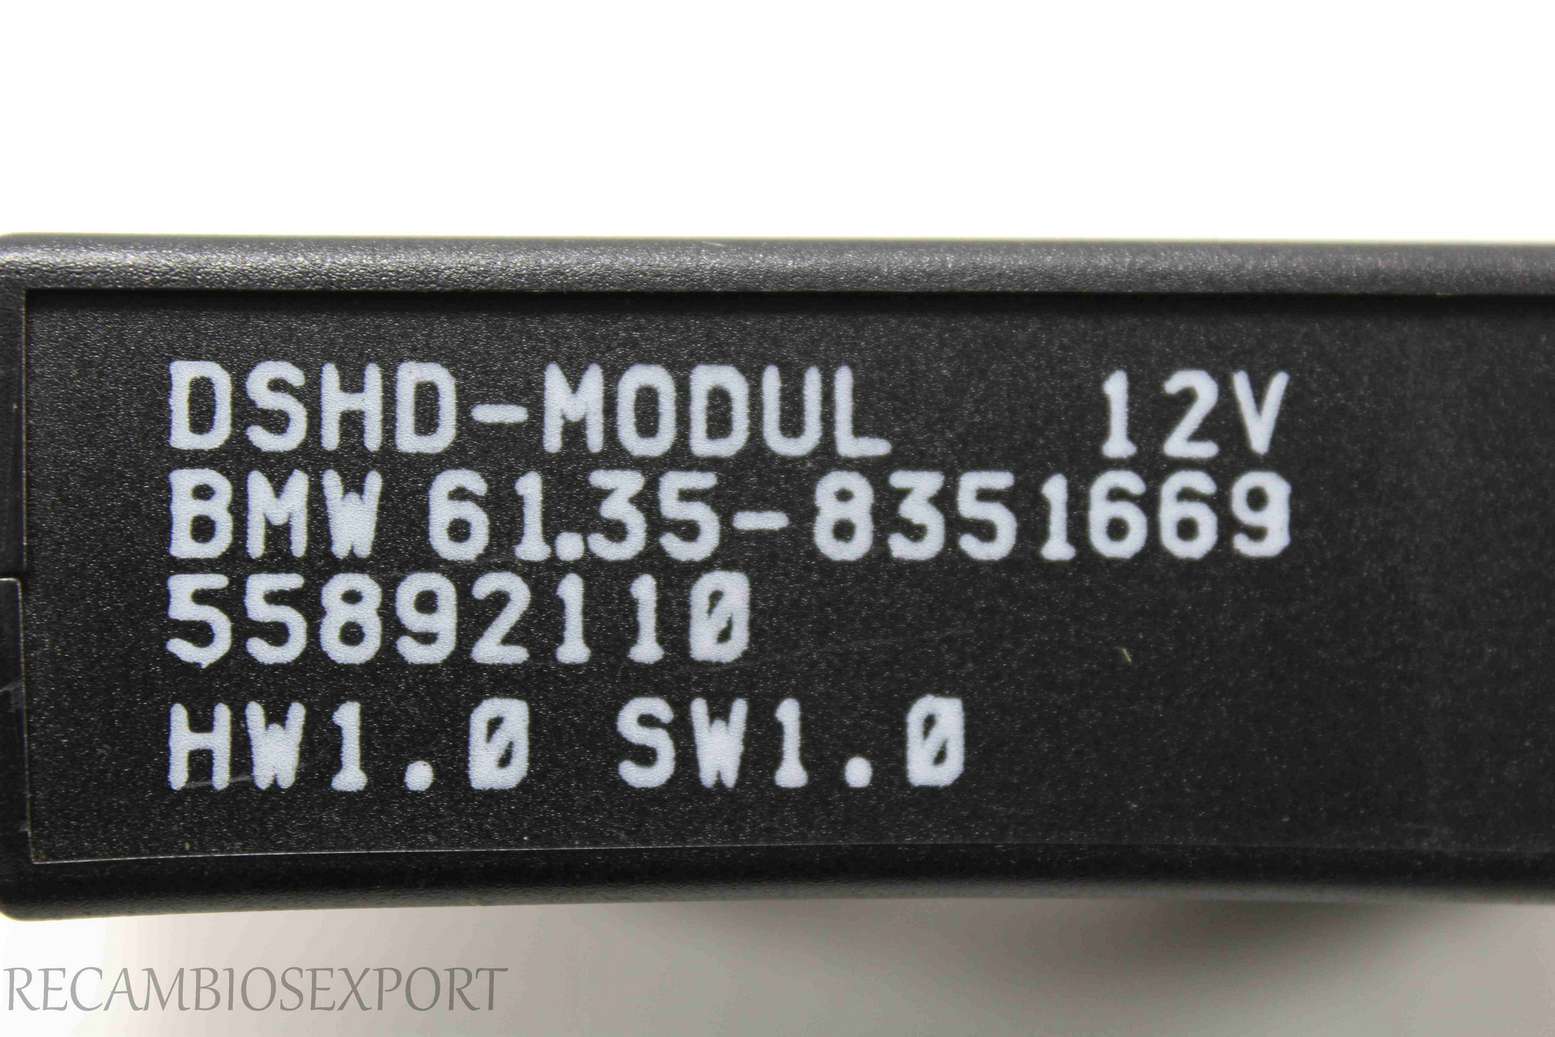 DSHD-MODUL 12V
BMW 61.35-8351669
55892110
HW1.0 SW1.0
RECAMBIOSEXPORT